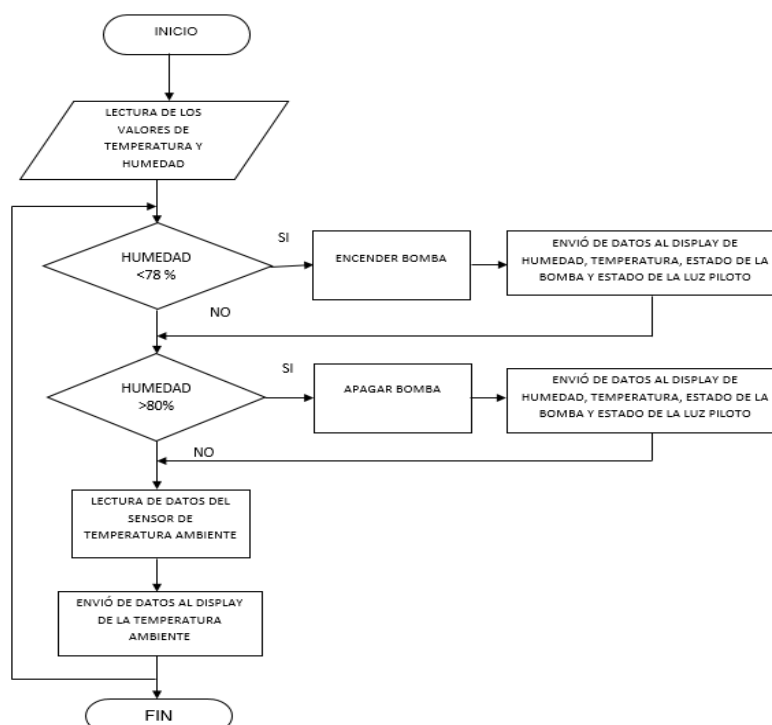 INICIO
LECTURA DE LOS
VALORES DE
TEMPERATURA Y
HUMEDAD
HUMEDAD
<78 %
SI
ENCENDER BOMBA
ENVIÓ DE DATOS AL DISPLAY DE
HUMEDAD, TEMPERATURA, ESTADO DE LA
BOMBA Y ESTADO DE LA LUZ PILOTO
NO
HUMEDAD
>80%
SI
APAGAR BOMBA
ENVIÓ DE DATOS AL DISPLAY DE
HUMEDAD, TEMPERATURA, ESTADO DE LA
BOMBA Y ESTADO DE LA LUZ PILOTO
NO
LECTURA DE DATOS DEL
SENSOR DE
TEMPERATURA AMBIENTE
ENVIÓ DE DATOS AL DISPLAY
DE LA TEMPERATURA
AMBIENTE
FIN